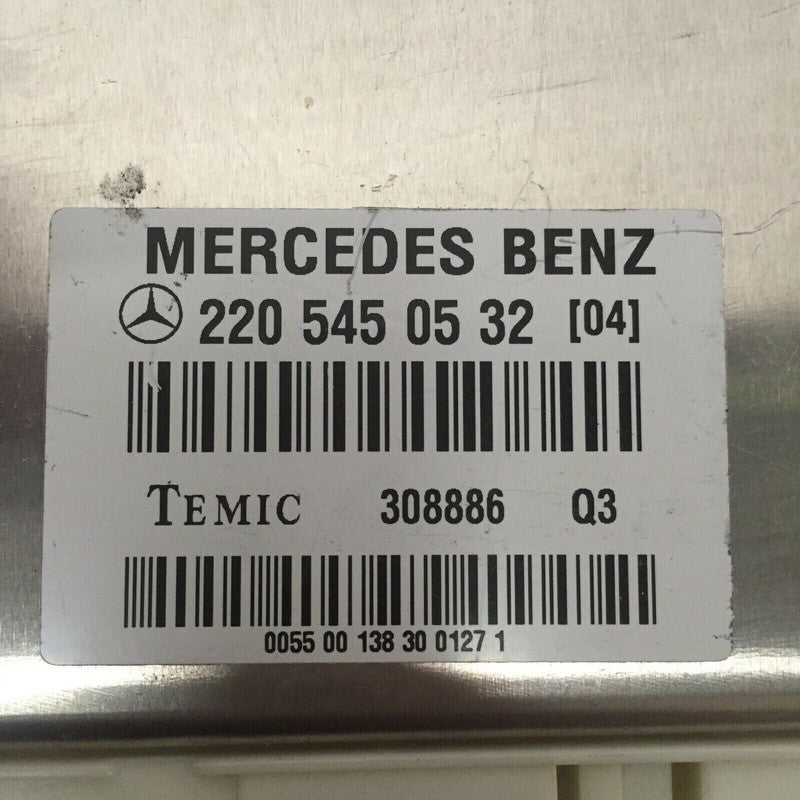 MERCEDES BENZ
220 545 05 32 [04]
TEMIC 308886 Q3
0055 00 138 30 0127 1